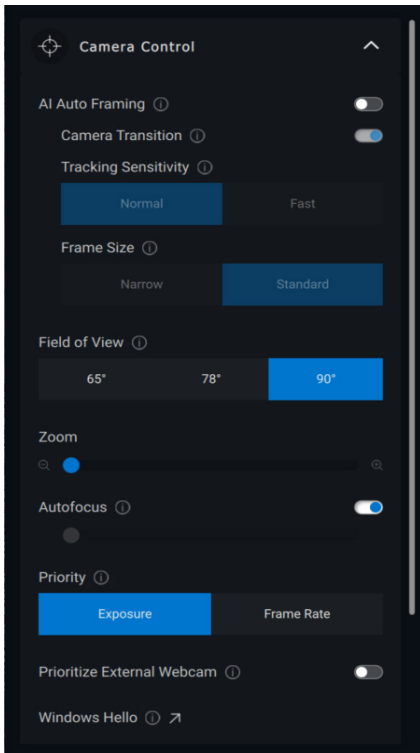 Camera Control
AI Auto Framing
Camera Transition
Tracking Sensitivity
Normal Fast
Frame Size
Narrow Standard
Field of View
65° 78° 90°
Zoom
Autofocus
Priority
Exposure Frame Rate
Prioritize External Webcam
Windows Hello